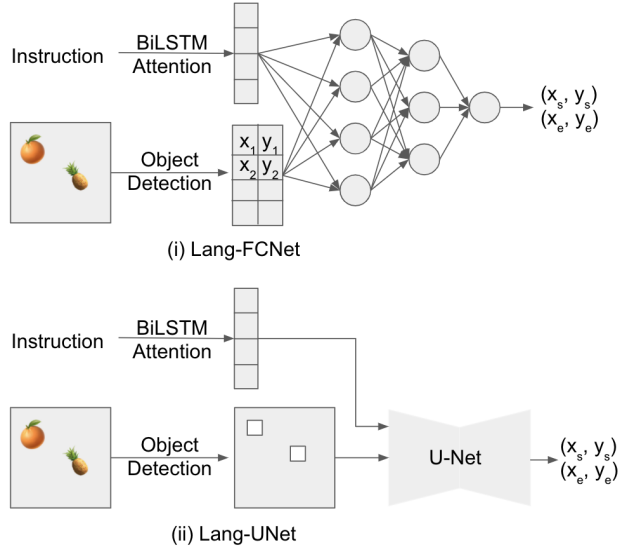 Instruction
BiLSTM
Attention
x₁ y₁
x₂ y₂
Object
Detection
(xₛ, yₛ)
(xₑ, yₑ)
(i) Lang-FCNet
Instruction
BiLSTM
Attention
Object
Detection
U-Net
(xₛ, yₛ)
(xₑ, yₑ)
(ii) Lang-UNet